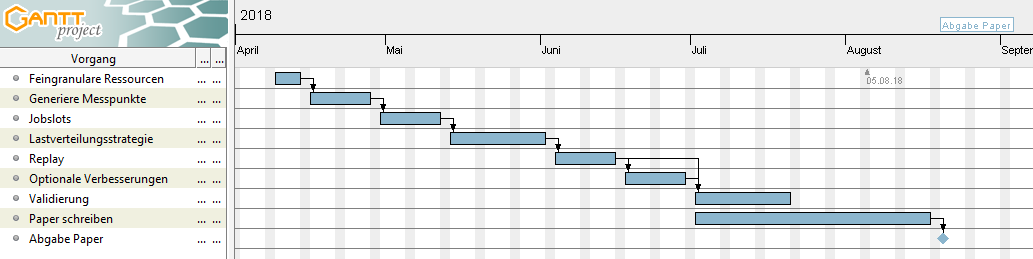 GANTT
project
2018
Abgabe Paper
April
Mai
Juni
Juli
August
Septem
Vorgang ... ...
05.08.18
Feingranulare Ressourcen ... ...
Generiere Messpunkte ... ...
Jobslots ... ...
Lastverteilungsstrategie ... ...
Replay ... ...
Optionale Verbesserungen ... ...
Validierung ... ...
Paper schreiben ... ...
Abgabe Paper ... ...